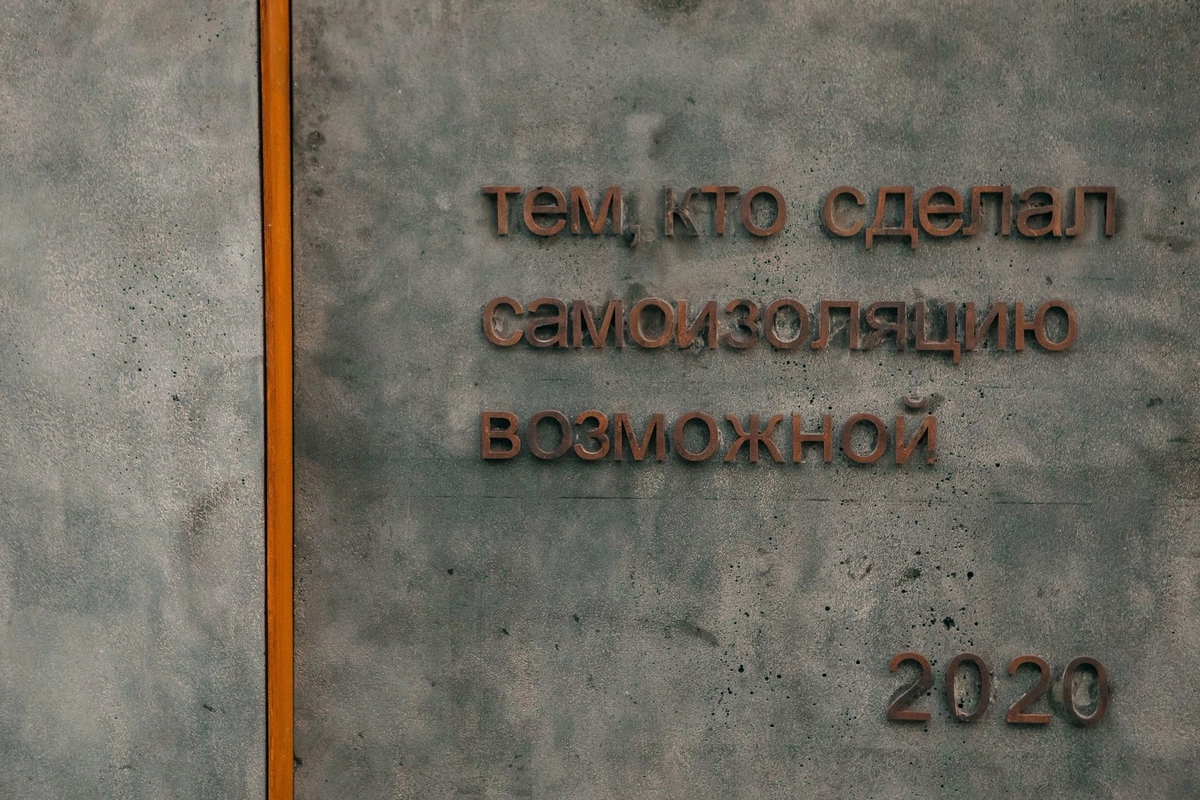 тем, кто сделал
самоизоляцию
возможной
2020